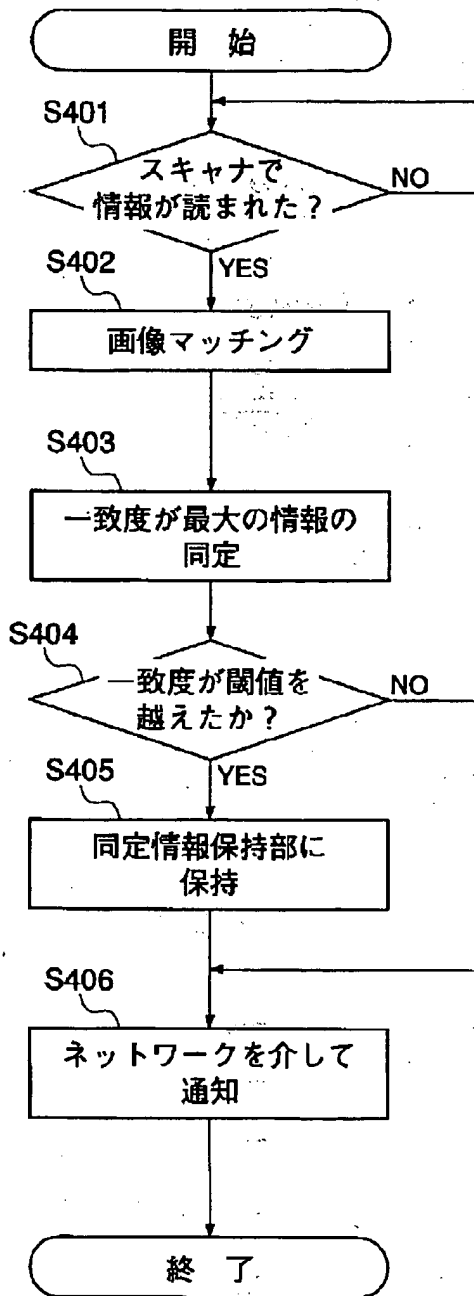 開 始
S401
スキャナで
情報が読まれた？
NO
YES
S402
画像マッチング
S403
一致度が最大の情報の
同定
S404
一致度が閾値を
越えたか？
NO
YES
S405
同定情報保持部に
保持
S406
ネットワークを介して
通知
終 了